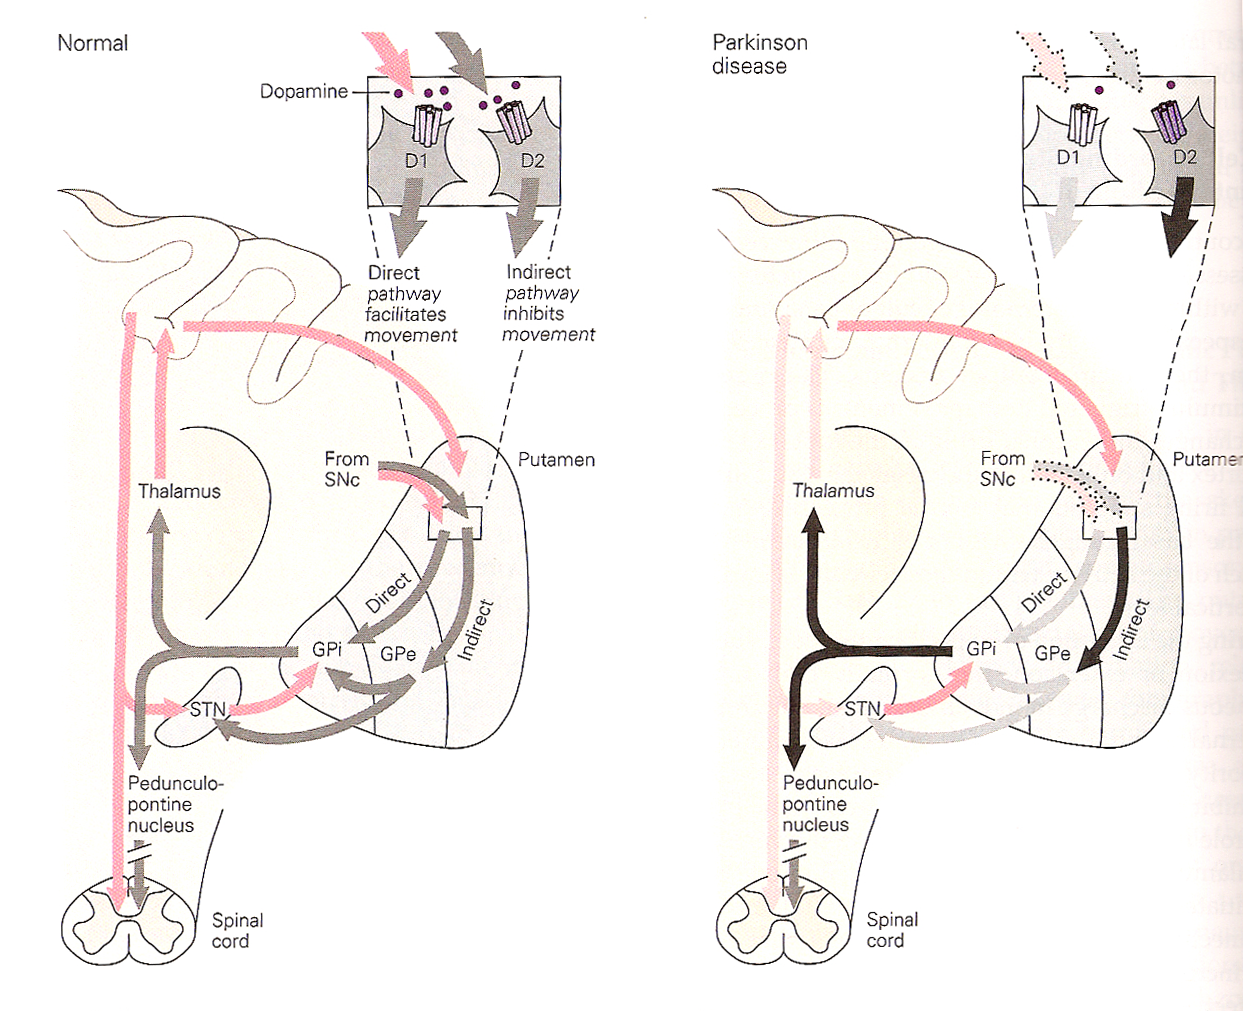 Normal
Dopamine
D1
D2
Direct
pathway
facilitates
movement
Indirect
pathway
inhibits
movement
From
SNc
Putamen
Thalamus
Direct
Indirect
GPi
GPe
STN
Pedunculo-
pontine
nucleus
Spinal
cord
Parkinson
disease
D1
D2
From
SNc
Putamen
Thalamus
Direct
Indirect
GPi
GPe
STN
Pedunculo-
pontine
nucleus
Spinal
cord